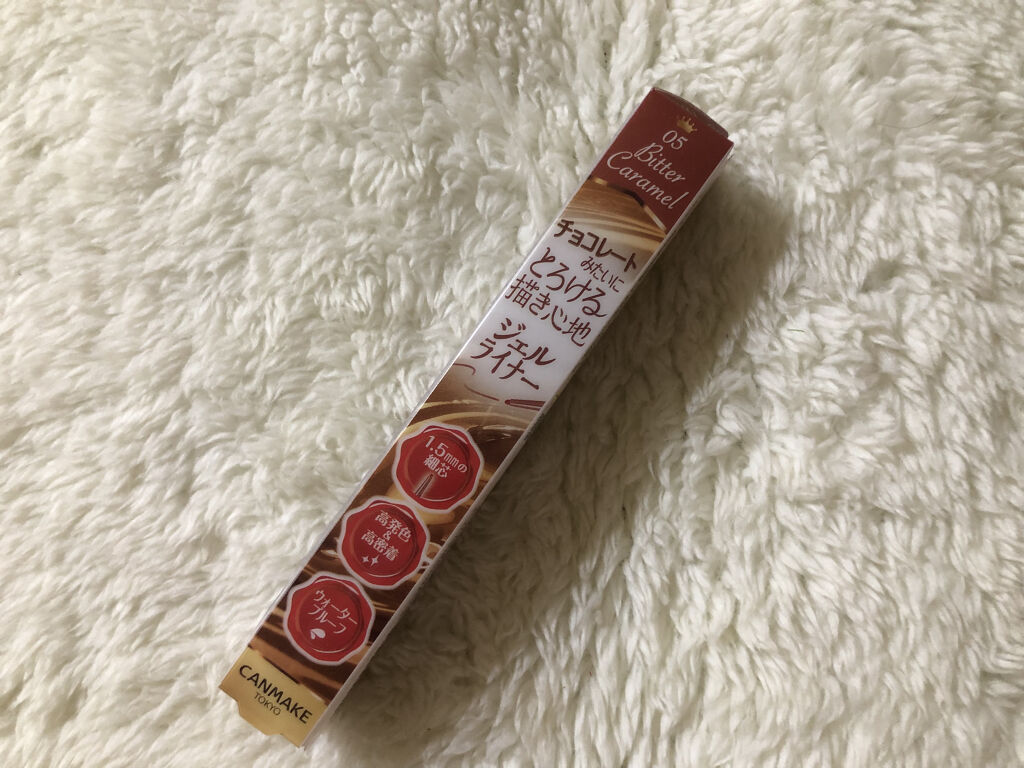 05
Bitter
Caramel
チョコレート
みたいに
とろける
描き心地
ジェル
ライナー
1.5mmの
細芯
高発色
&
高密着
ウォーター
プルーフ
CANMAKE
TOKYO